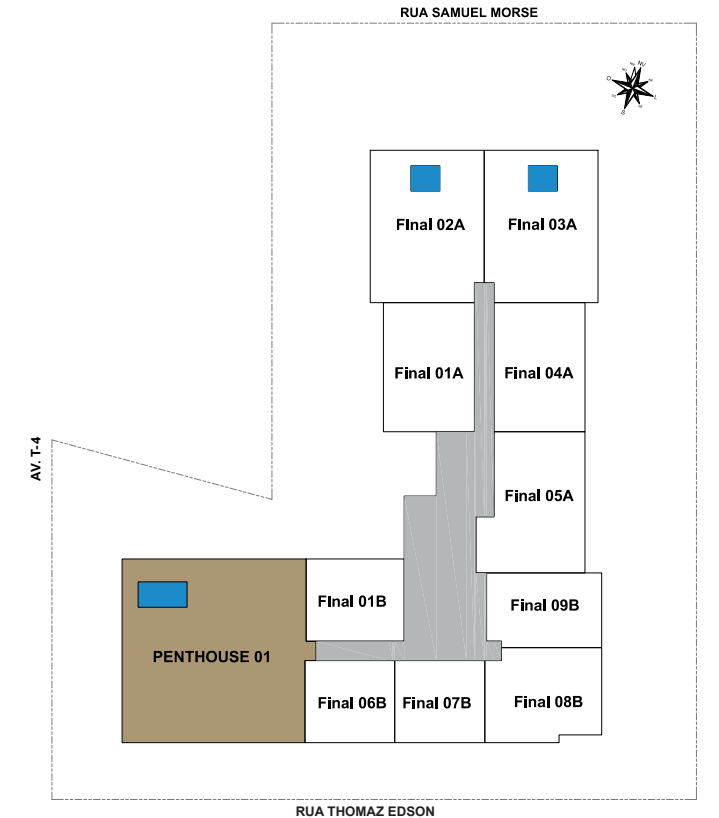 RUA SAMUEL MORSE
O
S
L
FInal 02A
FInal 03A
Final 01A
Final 04A
AV. T-4
Final 05A
FInal 01B
Final 09B
PENTHOUSE 01
Final 06B
Final 07B
Final 08B
RUA THOMAZ EDSON